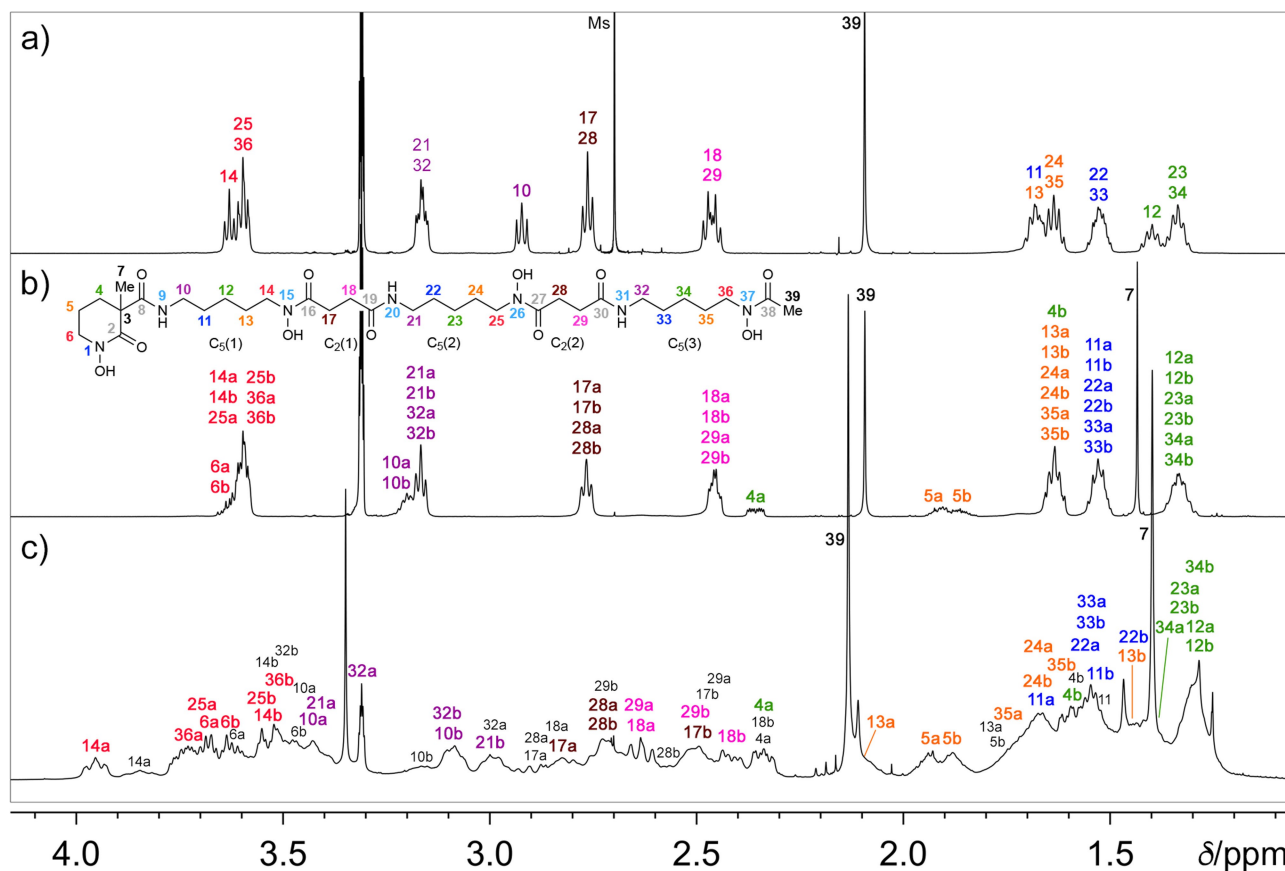 a)
Ms
39
25
36
14
21
32
10
17
28
18
29
11
13
24
35
22
33
12
23
34
b)
7
O
O
OH
O
4
Me
9
H
N
10
12
14
15
N
18
19
H
N
22
24
N
28
31
H
N
32
34
36
37
N
39
Me
5
3
8
11
13
16
17
20
21
23
25
26
27
29
30
33
35
38
6
2
O
OH
O
O
OH
1
N
OH
C₅(1)
C₂(1)
C₅(2)
C₂(2)
C₅(3)
14a 25b
14b 36a
25a 36b
6a
6b
21a
21b
32a
32b
10a
10b
17a
17b
28a
28b
18a
18b
29a
29b
4a
39
5a 5b
4b
13a
13b
24a
24b
35a
35b
11a
11b
22a
22b
33a
33b
7
12a
12b
23a
23b
34a
34b
c)
14a
14a
36a
25a
6a
6b
6a
25b
14b
14b
32b
36b
10a
6b
21a
10a
32a
10b
32b
10b
32a
21b
28a
17a
18a
17a
29b
28a
28b
29a
18a
28b
29a
17b
29b
17b
18b
4a
18b
4a
39
13a
5a 5b
13a
5b
35a
24a
24b
11a
35b
4b
4b
33a
33b
22a
11b
11
22b
13b
7
34a
34b
23a
23b
12a
12b
4.0
3.5
3.0
2.5
2.0
1.5
δ/ppm